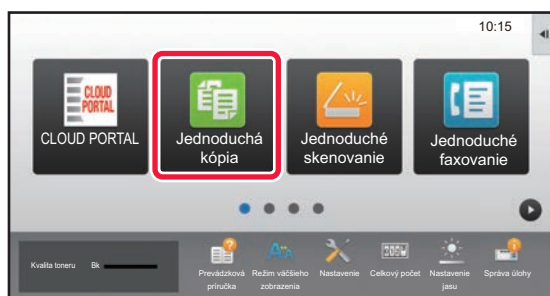 10:15
CLOUD
PORTAL
CLOUD PORTAL
Jednoduchá
kópia
Jednoduché
skenovanie
Jednoduché
faxovanie
Kvalita toneru Bk
Prevádzková
príručka
Režim väčšieho
zobrazenia
Nastavenie
Celkový počet
Nastavenie
jasu
Správa úlohy